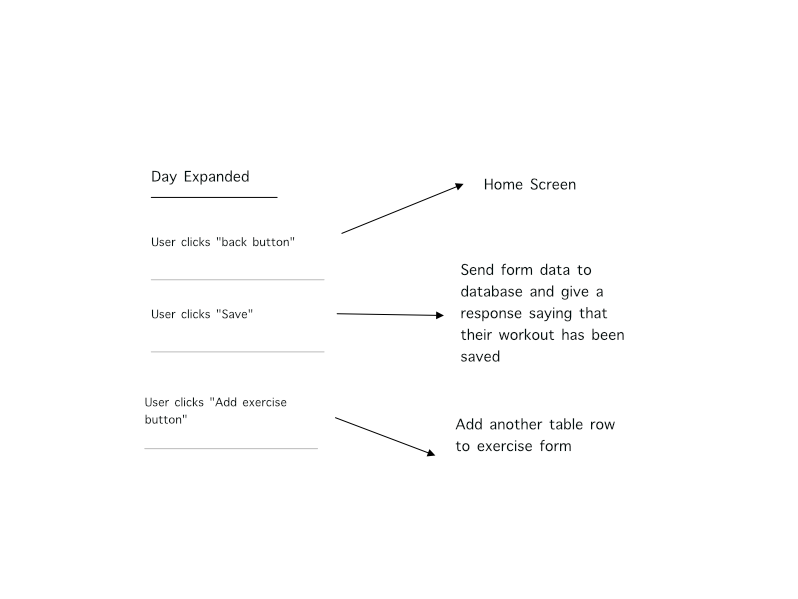 Day Expanded
User clicks "back button"
Home Screen
User clicks "Save"
Send form data to
database and give a
response saying that
their workout has been
saved
User clicks "Add exercise
button"
Add another table row
to exercise form